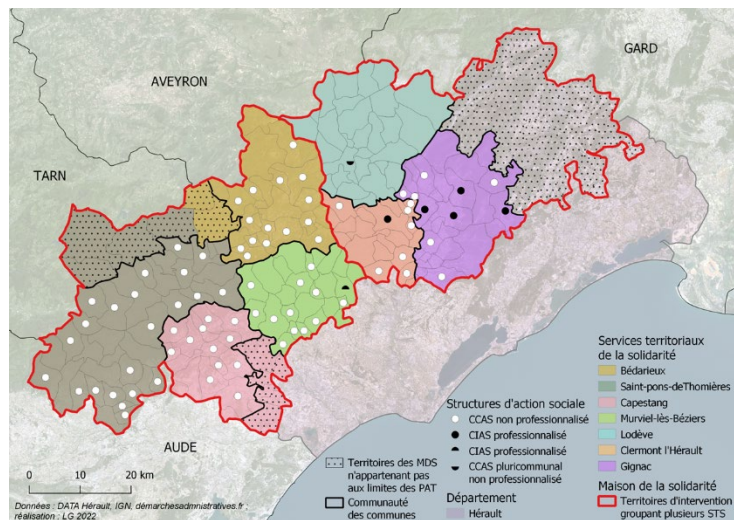 GARD
AVEYRON
TARN
AUDE
0 10 20 km
Données : DATA Hérault, IGN, démarchesadmnistratives.fr ;
réalisation : LG 2022
Territoires des MDS
n'appartenant pas
aux limites des PAT
Communauté
des communes
Structures d'action sociale
CCAS non professionnalisé
CIAS professionnalisé
CIAS professionnalisé
CCAS pluricommunal
non professionnalisé
Département
Hérault
Services territoriaux
de la solidarité
Bédarieux
Saint-pons-deThomières
Capestang
Murviel-lès-Béziers
Lodève
Clermont l'Hérault
Gignac
Maison de la solidarité
Territoires d'intervention
groupant plusieurs STS